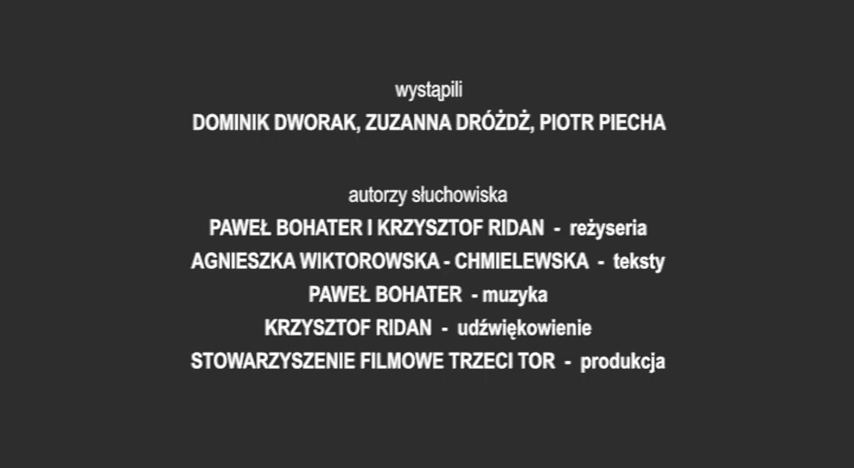 wystąpili
DOMINIK DWORAK, ZUZANNA DRÓŻDŻ, PIOTR PIECHA
autorzy słuchowiska
PAWEŁ BOHATER I KRZYSZTOF RIDAN - reżyseria
AGNIESZKA WIKTOROWSKA - CHMIELEWSKA - teksty
PAWEŁ BOHATER - muzyka
KRZYSZTOF RIDAN - udźwiękowienie
STOWARZYSZENIE FILMOWE TRZECI TOR - produkcja